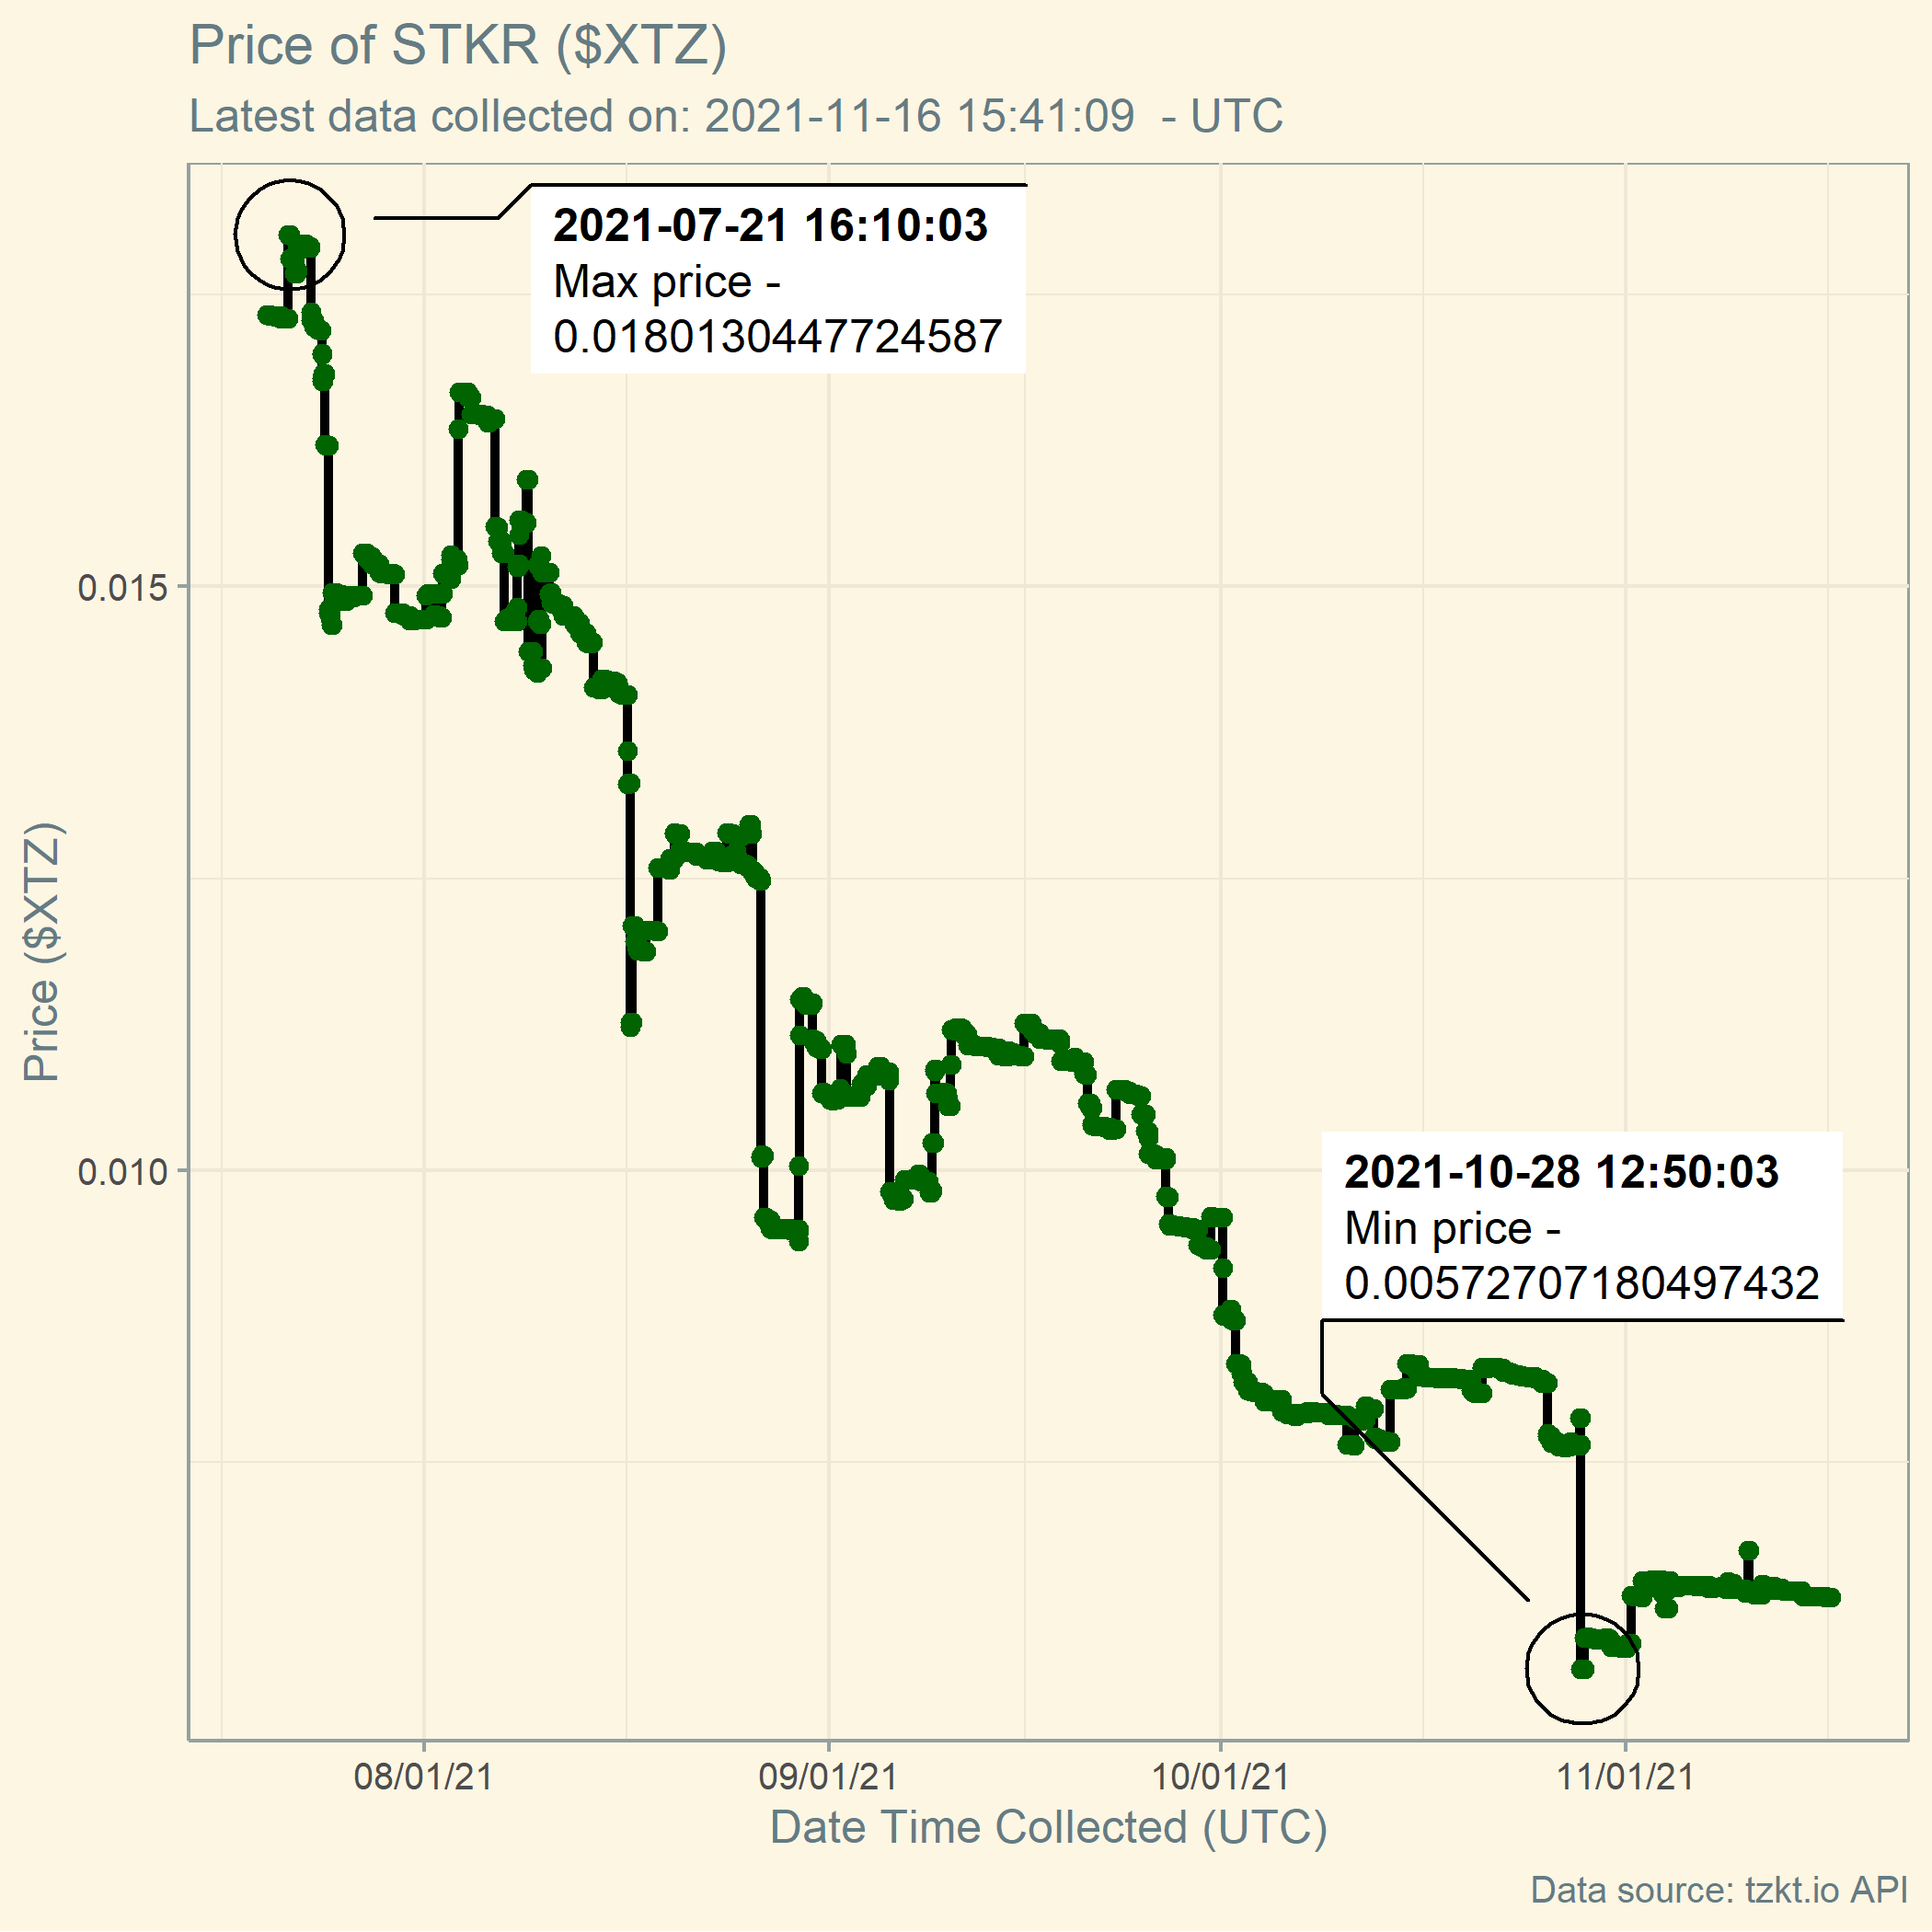 Price of STKR ($XTZ)
Latest data collected on: 2021-11-16 15:41:09  - UTC
2021-07-21 16:10:03
Max price -
0.0180130447724587
0.015
Price ($XTZ)
0.010
2021-10-28 12:50:03
Min price -
0.00572707180497432
08/01/21
09/01/21
10/01/21
11/01/21
Date Time Collected (UTC)
Data source: tzkt.io API